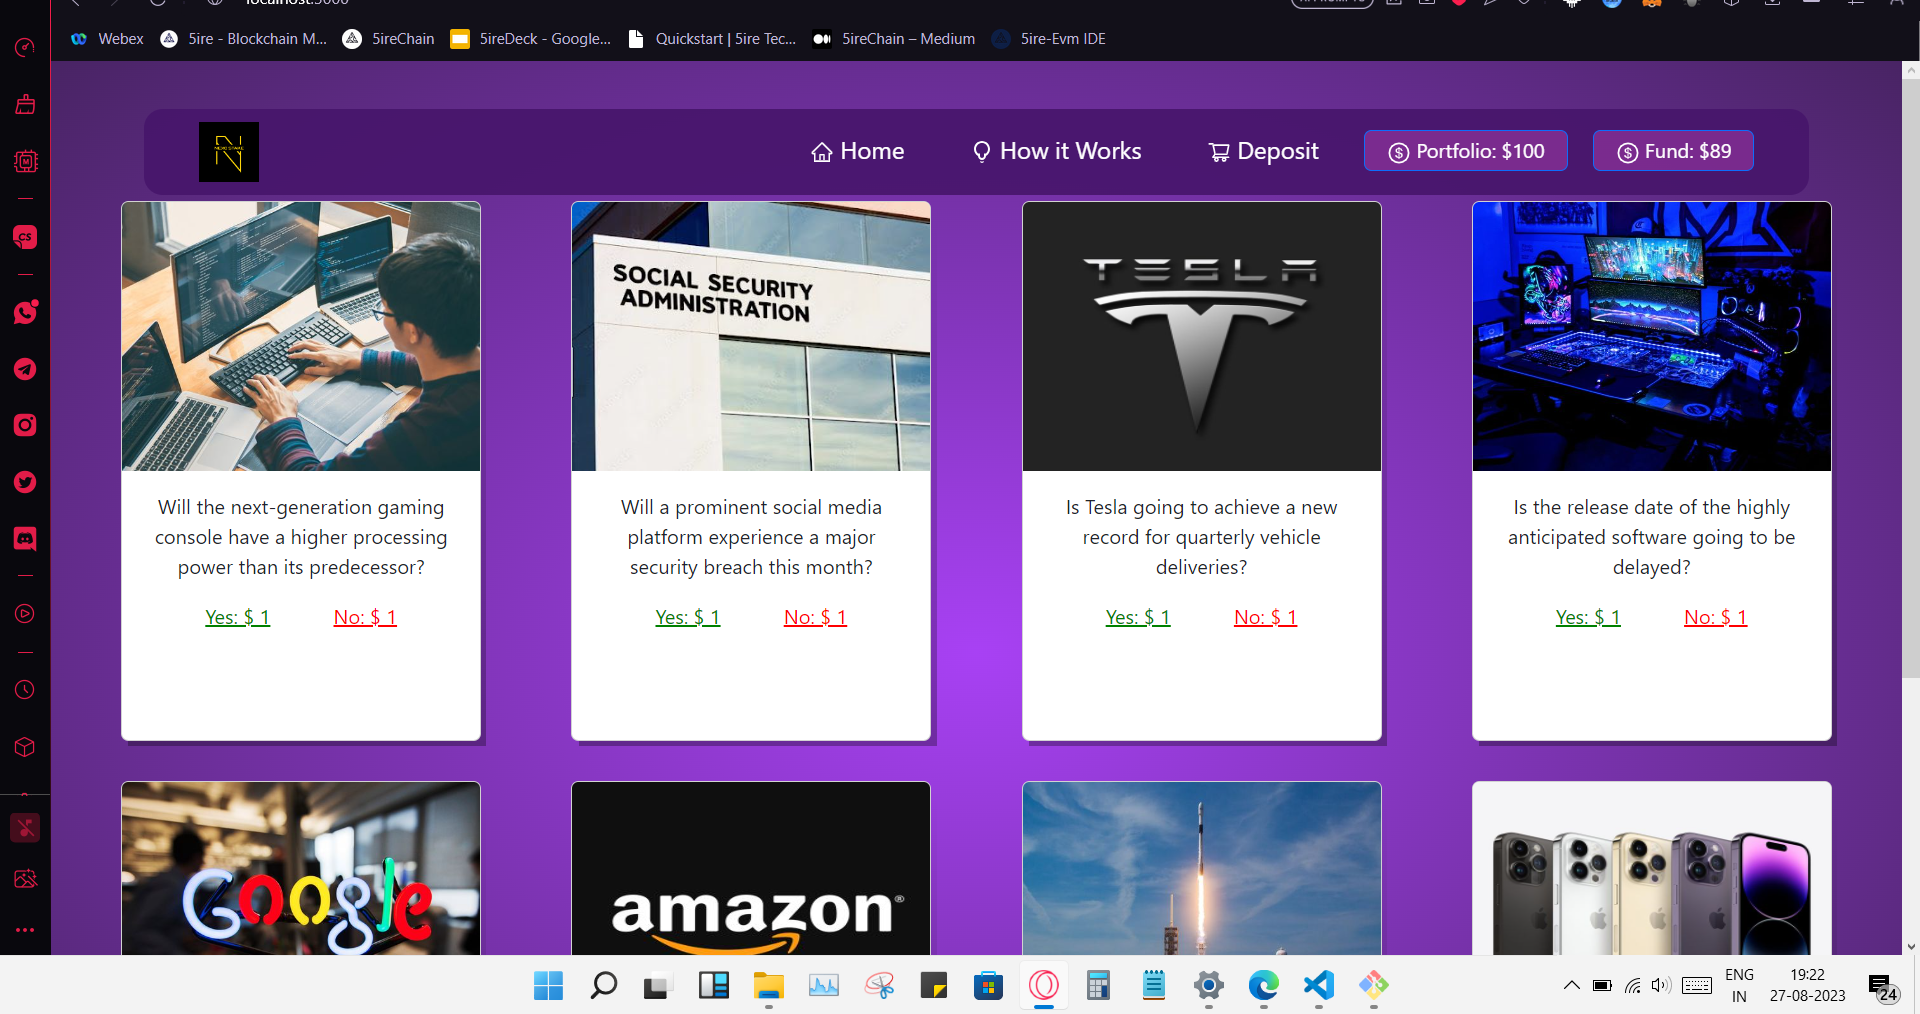 localhost:3000
Webex
5ire - Blockchain M...
5ireChain
5ireDeck - Google...
Quickstart | 5ire Tec...
5ireChain – Medium
5ire-Evm IDE
Home
How it Works
Deposit
Portfolio: $100
Fund: $89
SOCIAL SECURITY
ADMINISTRATION
TESLA
Will the next-generation gaming
console have a higher processing
power than its predecessor?
Yes: $ 1
No: $ 1
Will a prominent social media
platform experience a major
security breach this month?
Yes: $ 1
No: $ 1
Is Tesla going to achieve a new
record for quarterly vehicle
deliveries?
Yes: $ 1
No: $ 1
Is the release date of the highly
anticipated software going to be
delayed?
Yes: $ 1
No: $ 1
Google
amazon®
ENG
IN
19:22
27-08-2023
24